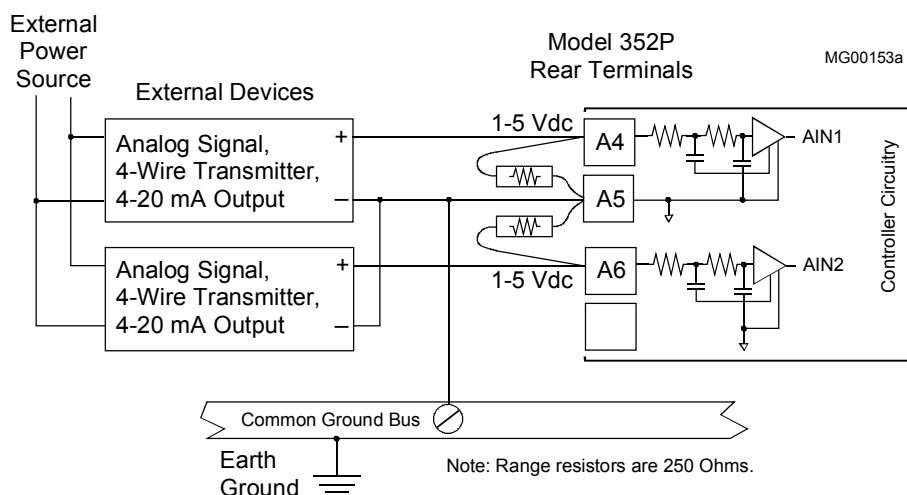 External
Power
Source
Model 352P
Rear Terminals
MG00153a
External Devices
Analog Signal,
4-Wire Transmitter,
4-20 mA Output
+
–
1-5 Vdc
A4
A5
AIN1
Analog Signal,
4-Wire Transmitter,
4-20 mA Output
+
–
1-5 Vdc
A6
AIN2
Controller Circuitry
Common Ground Bus
Earth
Ground
Note: Range resistors are 250 Ohms.